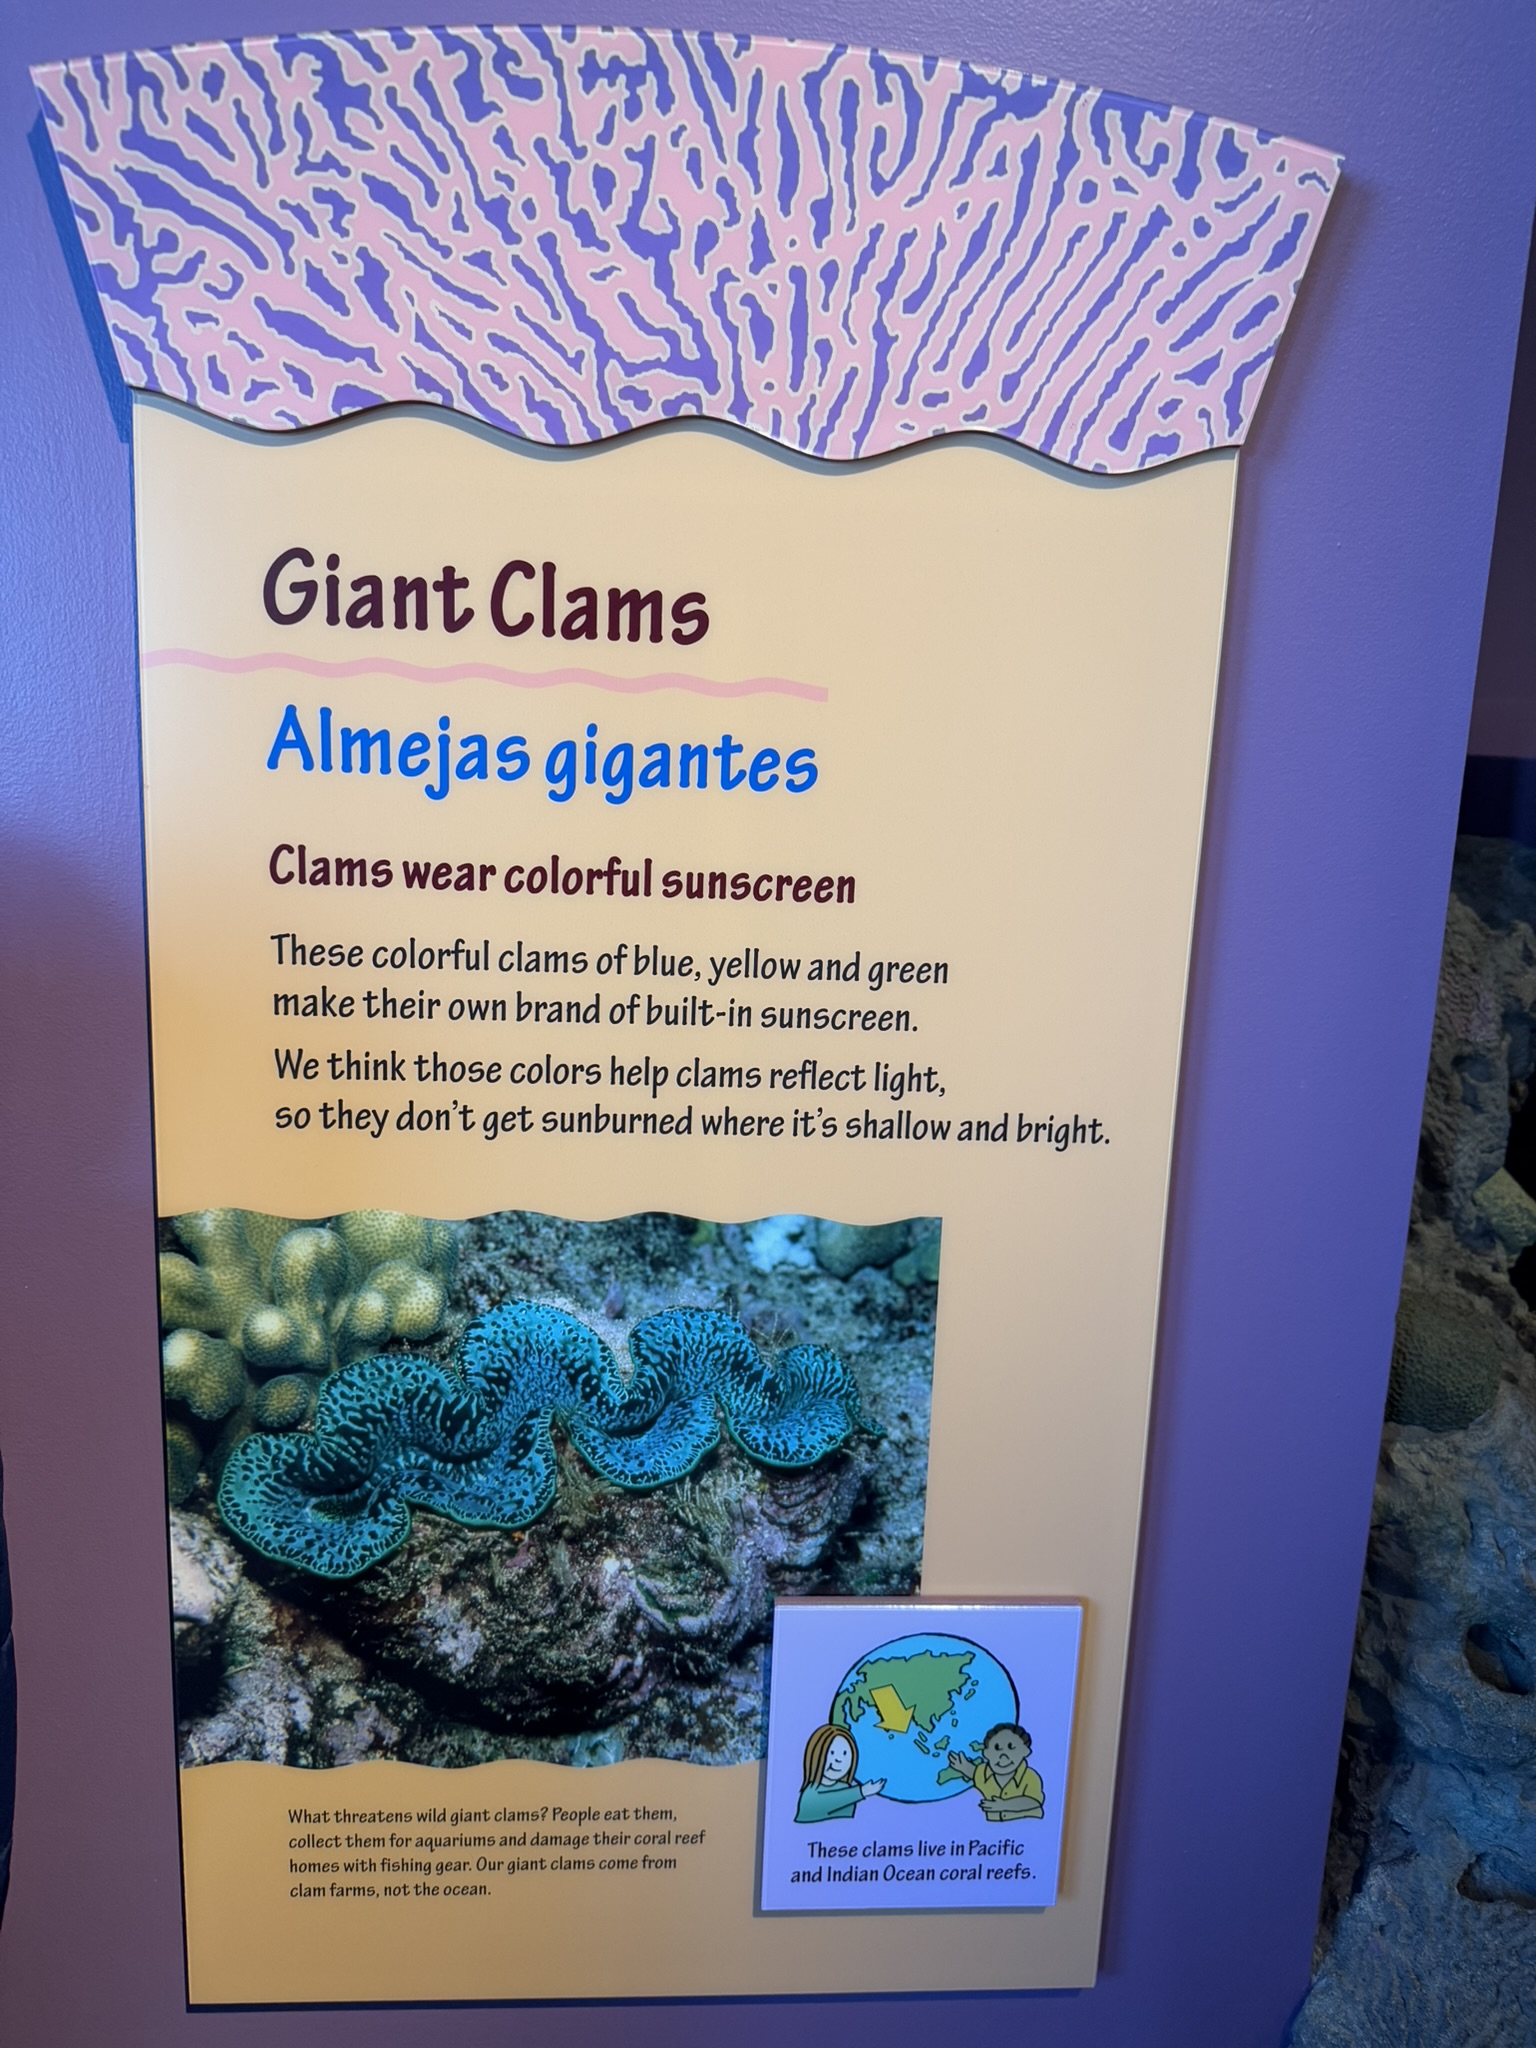 Giant Clams
Almejas gigantes
Clams wear colorful sunscreen
These colorful clams of blue, yellow and green
make their own brand of built-in sunscreen.
We think those colors help clams reflect light,
so they don't get sunburned where it's shallow and bright.
What threatens wild giant clams? People eat them,
collect them for aquariums and damage their coral reef
homes with fishing gear. Our giant clams come from
clam farms, not the ocean.
These clams live in Pacific
and Indian Ocean coral reefs.